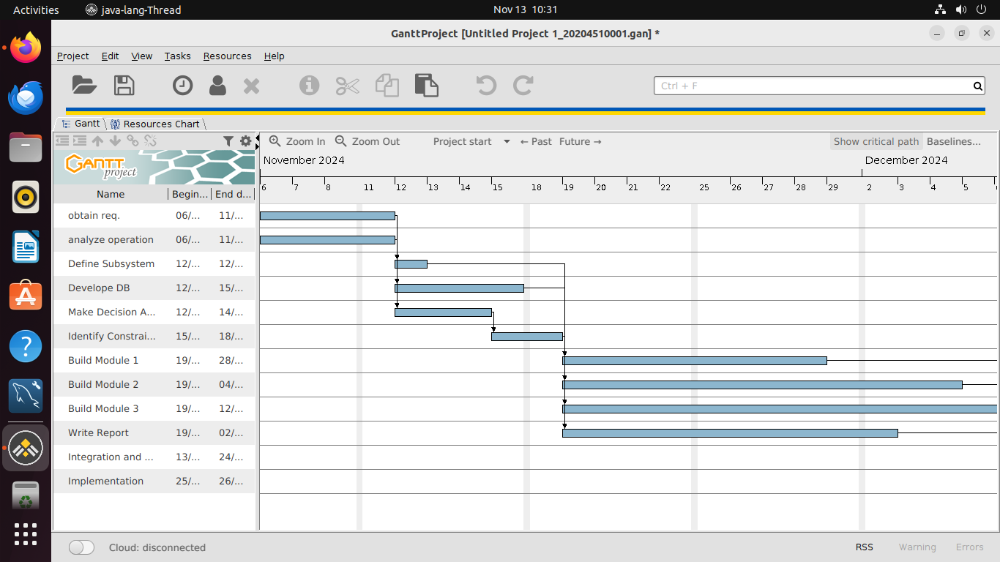 Activities
java-lang-Thread
Nov 13 10:31
GanttProject [Untitled Project 1_20204510001.gan] *
Project Edit View Tasks Resources Help
Ctrl + F
Gantt
Resources Chart
Zoom In
Zoom Out
Project start
← Past
Future →
Show critical path
Baselines...
GANTT
project
November 2024
December 2024
6 7 8 11 12 13 14 15 18 19 20 21 22 25 26 27 28 29 2 3 4 5
Name Begin... End d...
obtain req. 06/... 11/...
analyze operation 06/... 11/...
Define Subsystem 12/... 12/...
Develope DB 12/... 15/...
Make Decision A... 12/... 14/...
Identify Constrai... 15/... 18/...
Build Module 1 19/... 28/...
Build Module 2 19/... 04/...
Build Module 3 19/... 12/...
Write Report 19/... 02/...
Integration and ... 13/... 24/...
Implementation 25/... 26/...
Cloud: disconnected
RSS
Warning
Errors